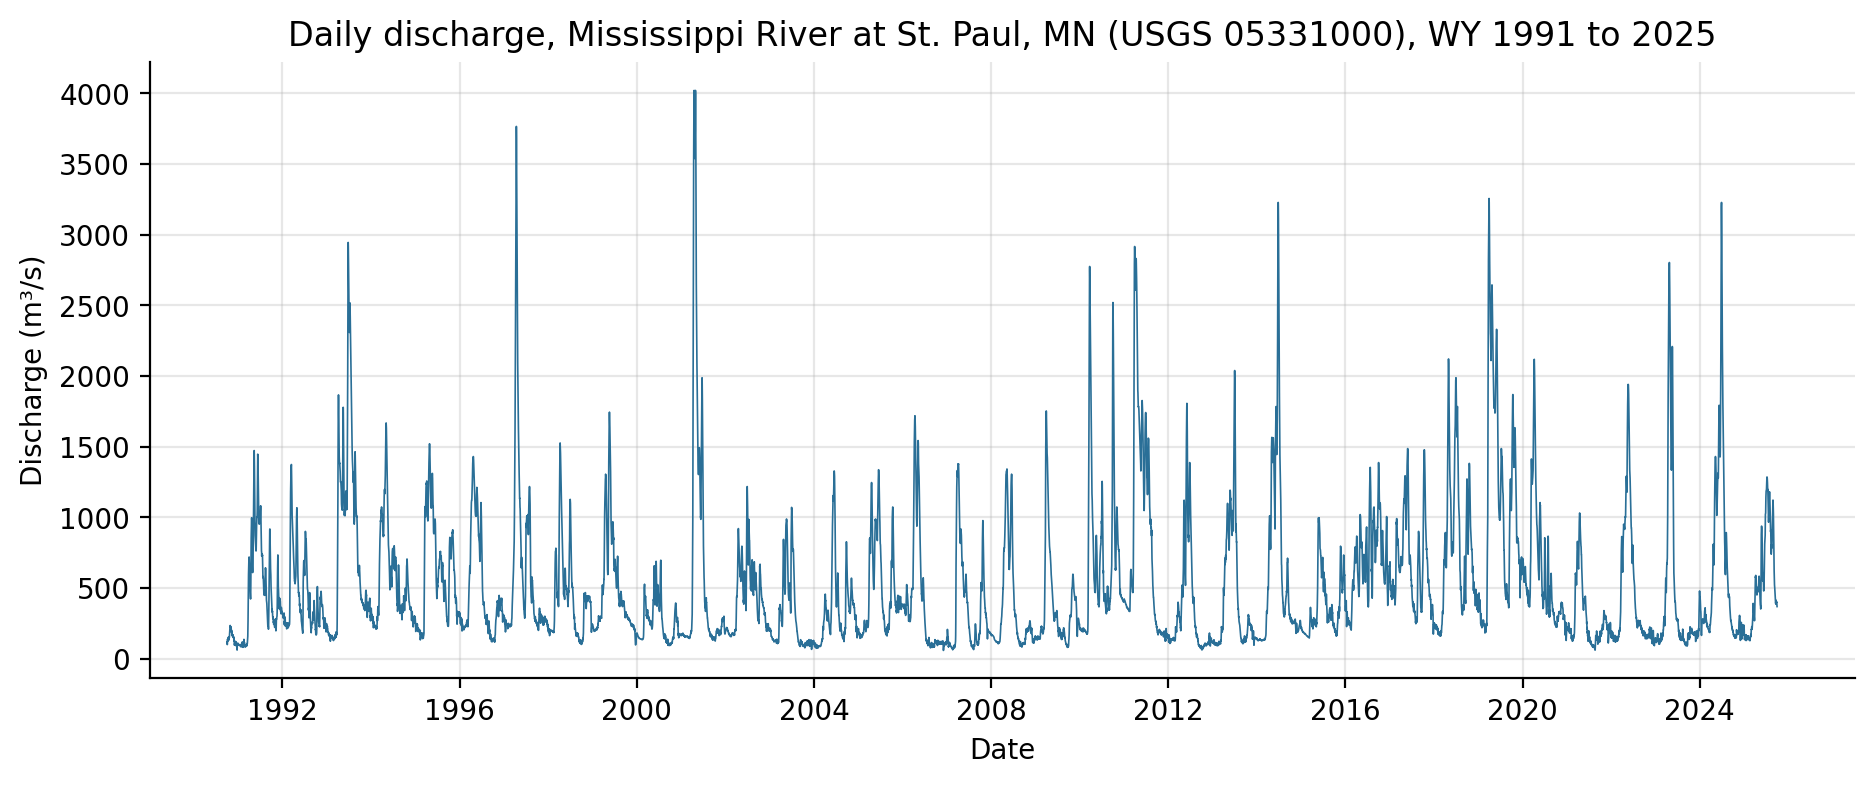 Daily discharge, Mississippi River at St. Paul, MN (USGS 05331000), WY 1991 to 2025
Discharge (m³/s)
4000
3500
3000
2500
2000
1500
1000
500
0
1992 1996 2000 2004 2008 2012 2016 2020 2024
Date